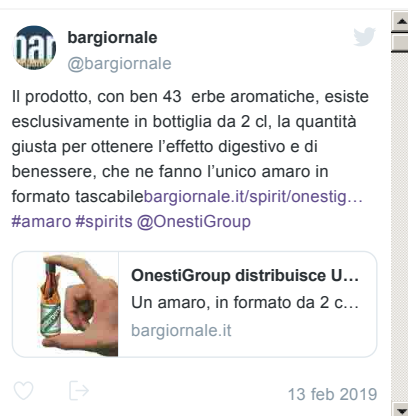 bar
bargiornale
@bargiornale
Il prodotto, con ben 43 erbe aromatiche, esiste
esclusivamente in bottiglia da 2 cl, la quantità
giusta per ottenere l’effetto digestivo e di
benessere, che ne fanno l’unico amaro in
formato tascabilebargiornale.it/spirit/onestig…
#amaro #spirits @OnestiGroup
OnestiGroup distribuisce U…
Un amaro, in formato da 2 c…
bargiornale.it
13 feb 2019